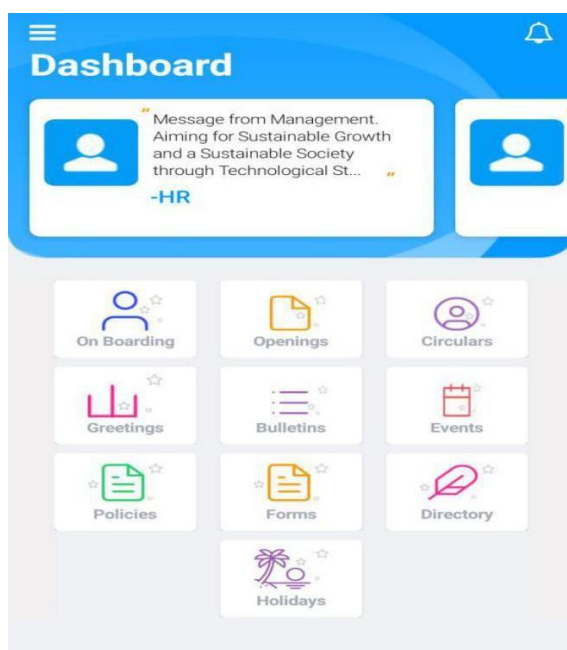 Dashboard
" Message from Management.
Aiming for Sustainable Growth
and a Sustainable Society
through Technological St... "
-HR
On Boarding
Openings
Circulars
Greetings
Bulletins
Events
Policies
Forms
Directory
Holidays